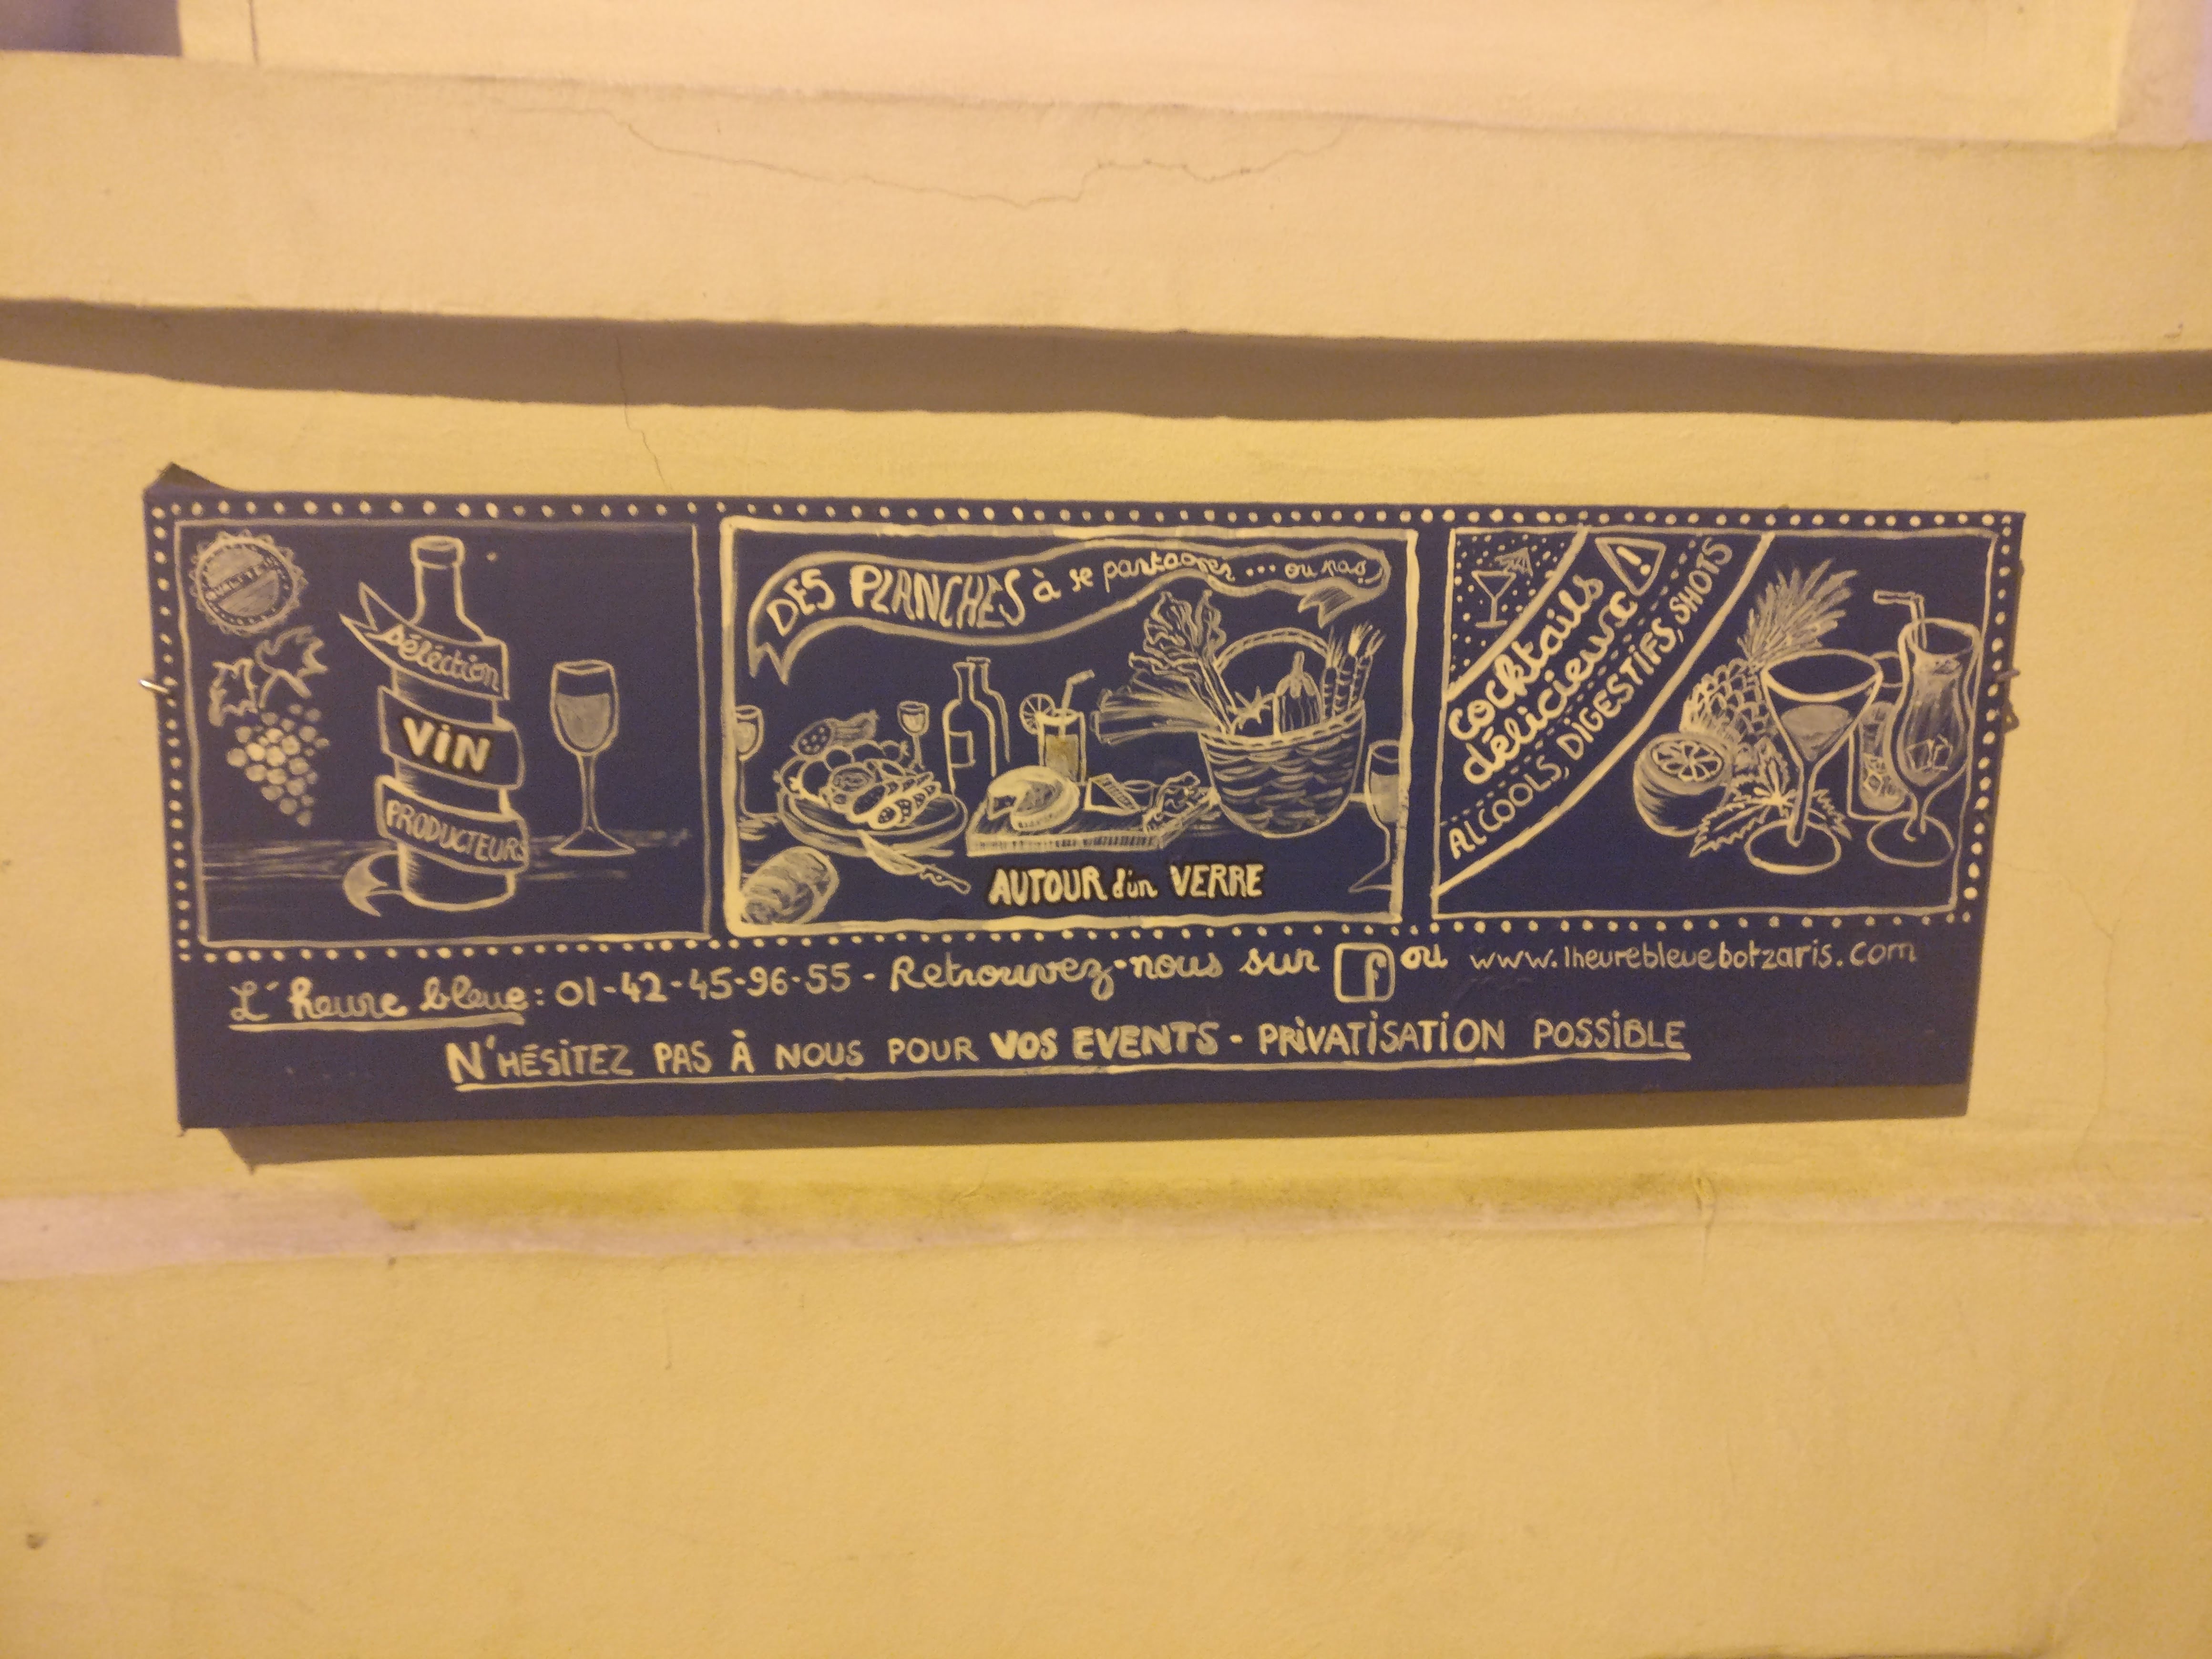 QUALITÉ
Sélèction
ViN
PRODUCTEURS
DES PLANCHES à se partager ... ou pas
AUTOUR d'un VERRE
cocktails
délicieux
ALCOOLS, DIGESTIFS, SHOTS
L'heure bleue : 01-42-45-96-55 - Retrouvez-nous sur f ou www.lheurebleuebotzaris.com
N'HÉSITEZ PAS À NOUS POUR VOS EVENTS - PRIVATISATION POSSIBLE